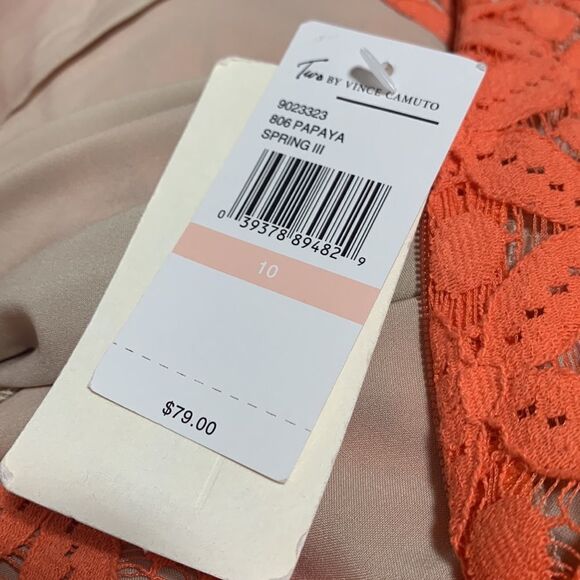 Two BY VINCE CAMUTO
9023323
806 PAPAYA
SPRING III
0 39378 89482 9
10
$79.00